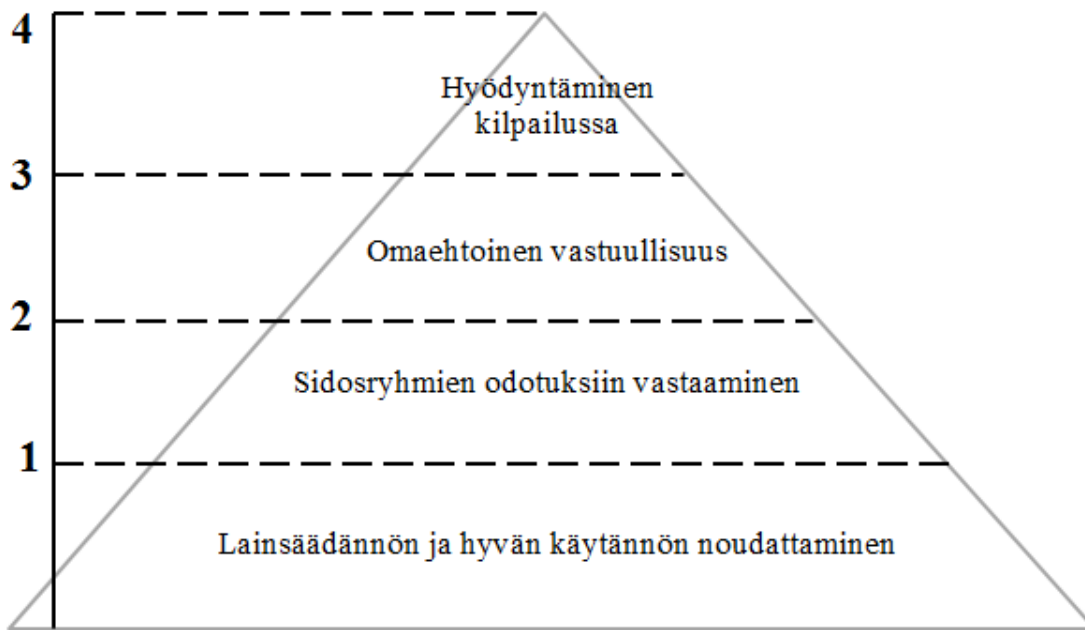 4
Hyödyntäminen
kilpailussa
3
Omaehtoinen vastuullisuus
2
Sidosryhmien odotuksiin vastaaminen
1
Lainsäädännön ja hyvän käytännön noudattaminen